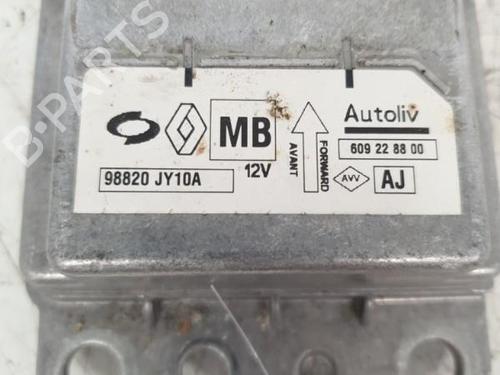 B-PARTS
MB
12V
98820 JY10A
FORWARD
AVANT
Autoliv
609 22 88 00
AVV
AJ